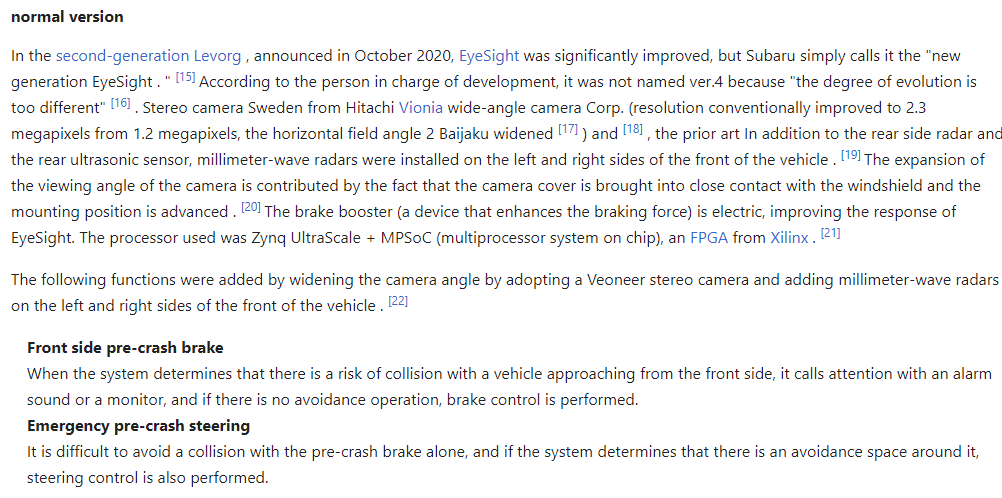 normal version
In the second-generation Levorg , announced in October 2020, EyeSight was significantly improved, but Subaru simply calls it the "new
generation EyeSight . " [15] According to the person in charge of development, it was not named ver.4 because "the degree of evolution is
too different" [16] . Stereo camera Sweden from Hitachi Vionia wide-angle camera Corp. (resolution conventionally improved to 2.3
megapixels from 1.2 megapixels, the horizontal field angle 2 Baijaku widened [17] ) and [18] , the prior art In addition to the rear side radar and
the rear ultrasonic sensor, millimeter-wave radars were installed on the left and right sides of the front of the vehicle . [19] The expansion of
the viewing angle of the camera is contributed by the fact that the camera cover is brought into close contact with the windshield and the
mounting position is advanced . [20] The brake booster (a device that enhances the braking force) is electric, improving the response of
EyeSight. The processor used was Zynq UltraScale + MPSoC (multiprocessor system on chip), an FPGA from Xilinx . [21]
The following functions were added by widening the camera angle by adopting a Veoneer stereo camera and adding millimeter-wave radars
on the left and right sides of the front of the vehicle . [22]
Front side pre-crash brake
When the system determines that there is a risk of collision with a vehicle approaching from the front side, it calls attention with an alarm
sound or a monitor, and if there is no avoidance operation, brake control is performed.
Emergency pre-crash steering
It is difficult to avoid a collision with the pre-crash brake alone, and if the system determines that there is an avoidance space around it,
steering control is also performed.